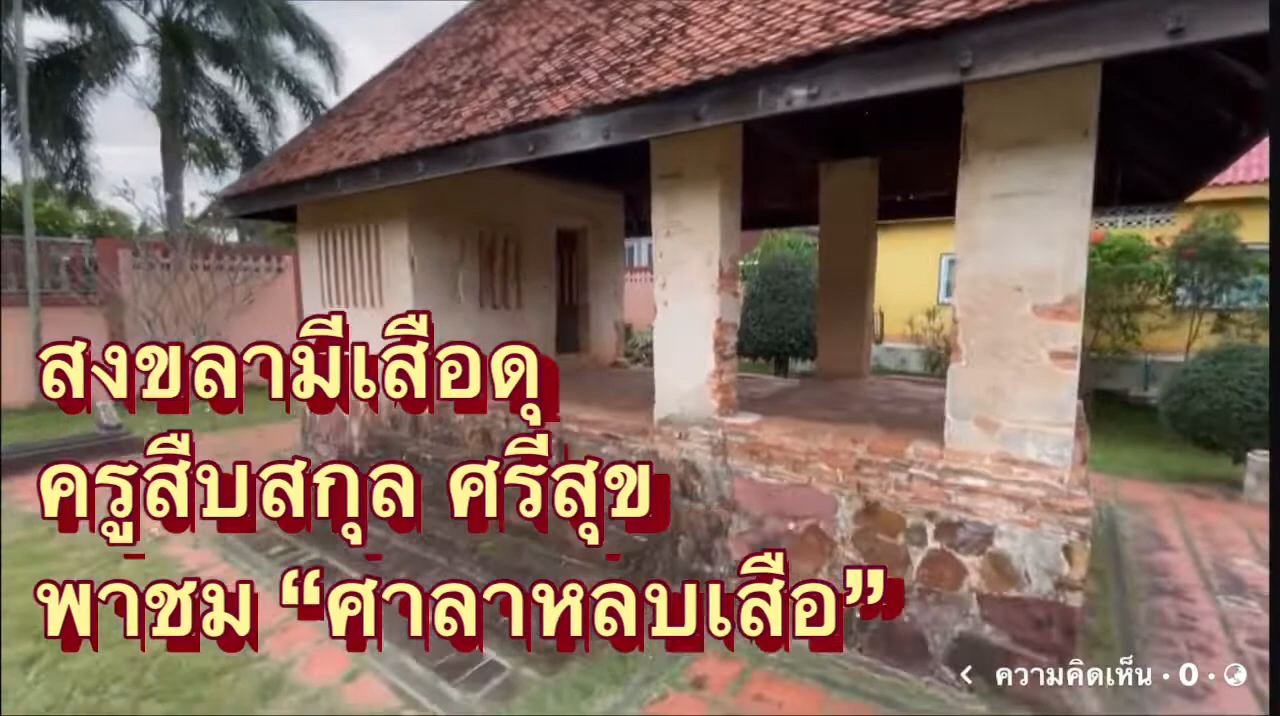 สงขลามีเสือดุ
ครูสืบสกุล ศรีสุข
พาชม “ศาลาหลบเสือ”
ความคิดเห็น · 0 ·